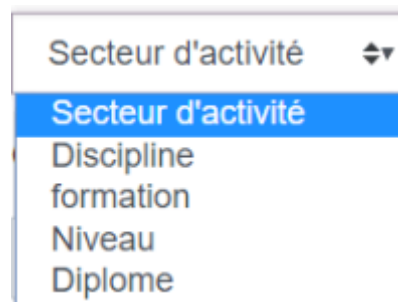 Secteur d'activité
Secteur d'activité
Discipline
formation
Niveau
Diplome